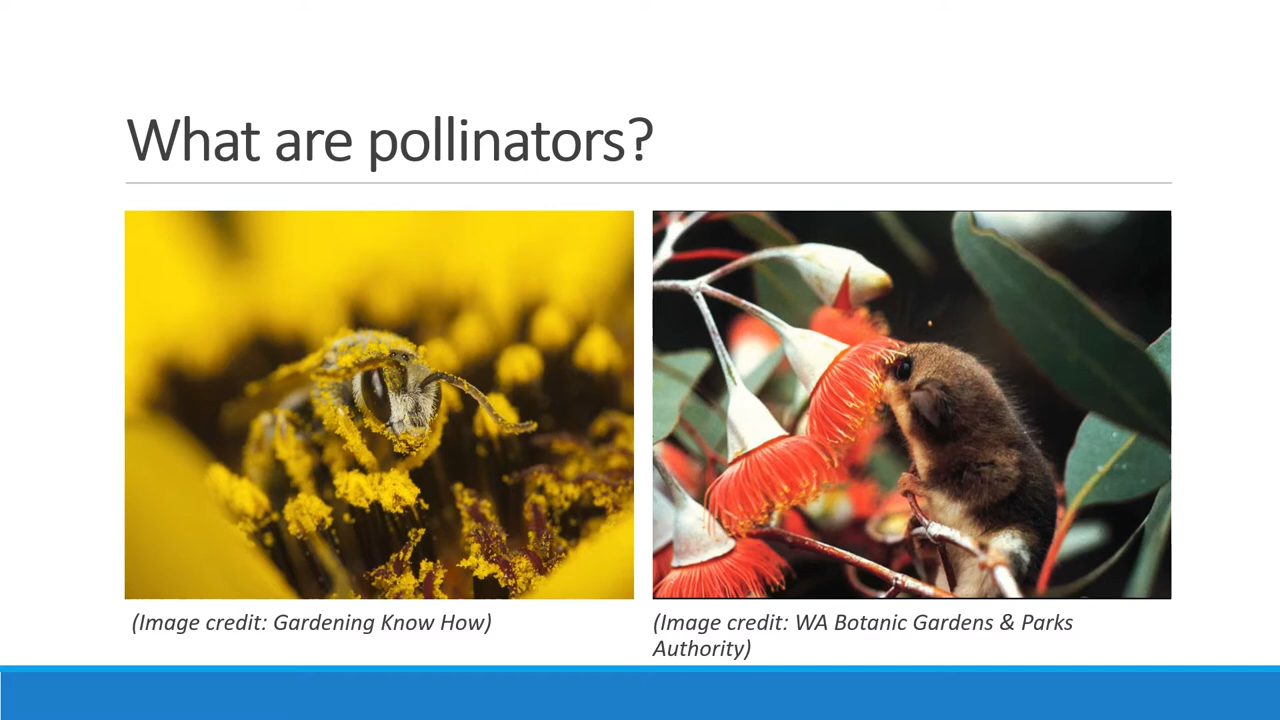 What are pollinators?
(Image credit: Gardening Know How)
(Image credit: WA Botanic Gardens & Parks
Authority)